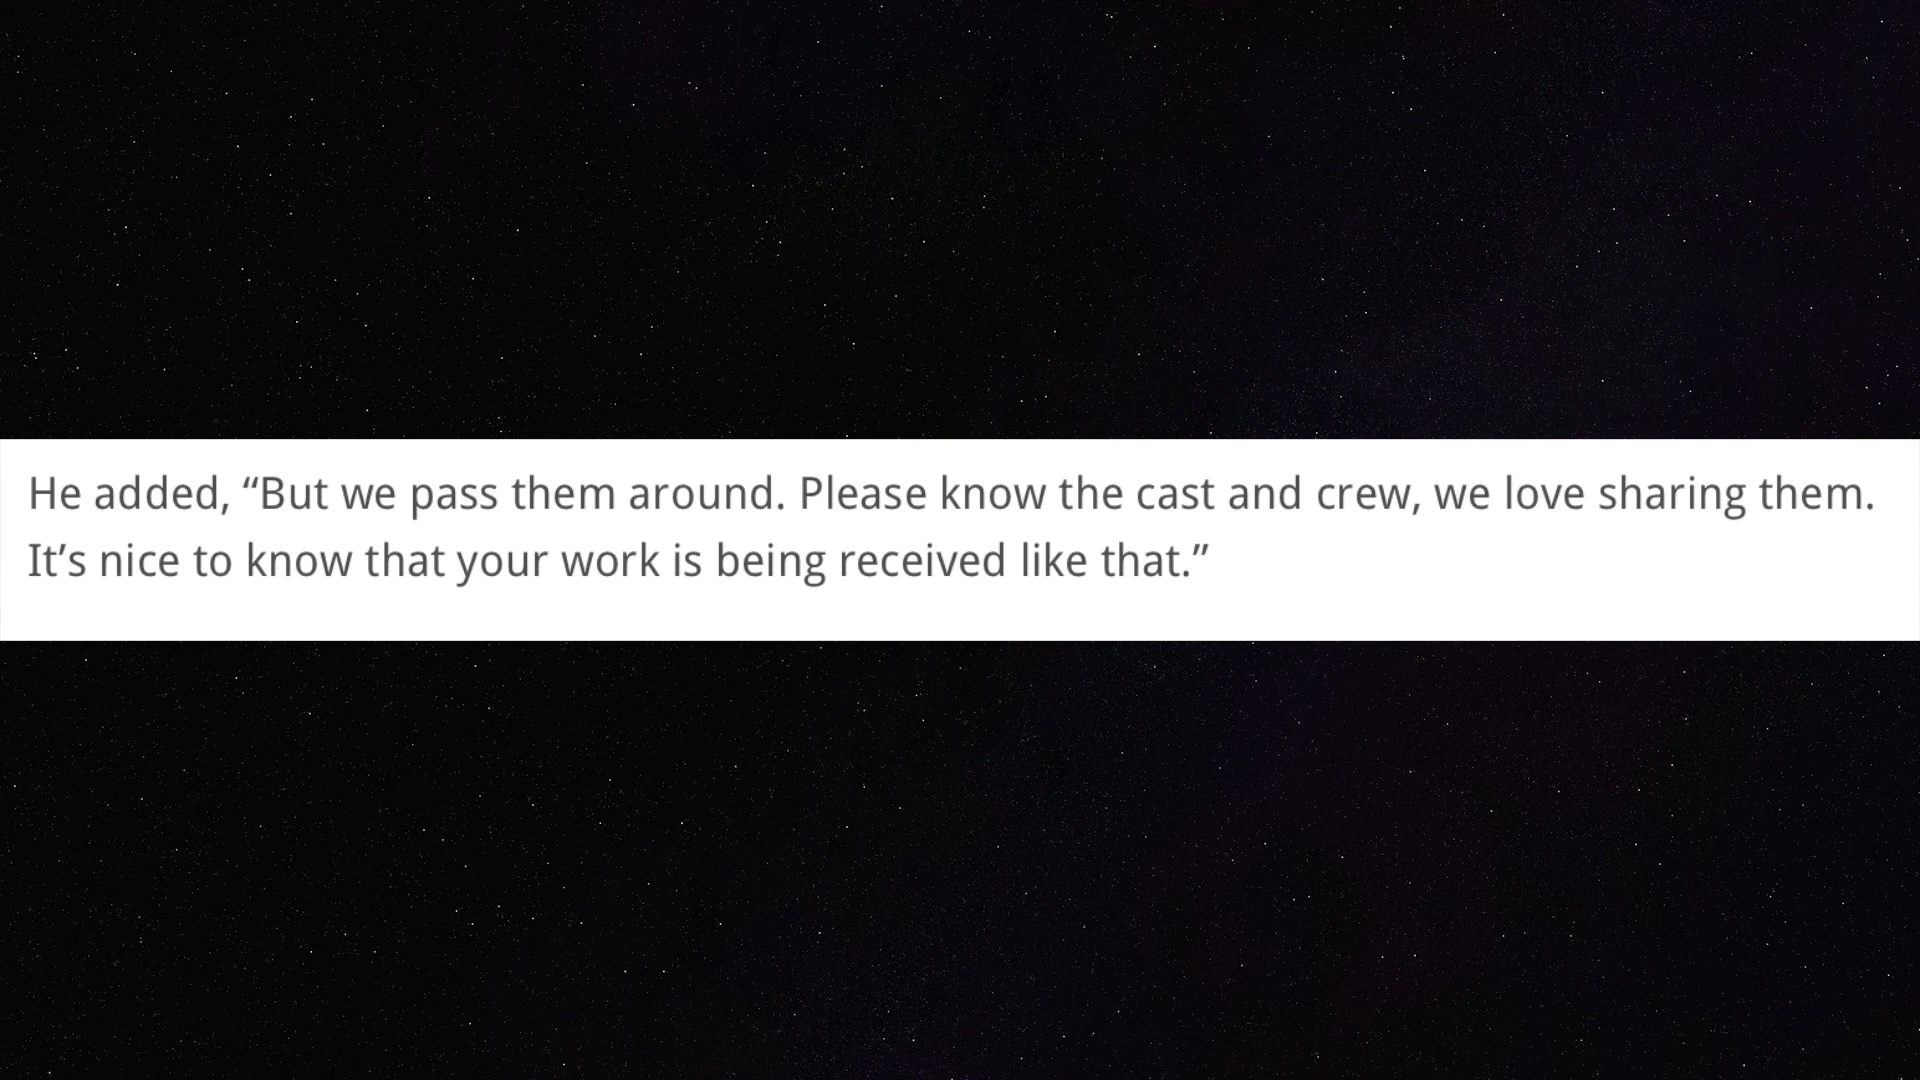 He added, “But we pass them around. Please know the cast and crew, we love sharing them.
It’s nice to know that your work is being received like that.”